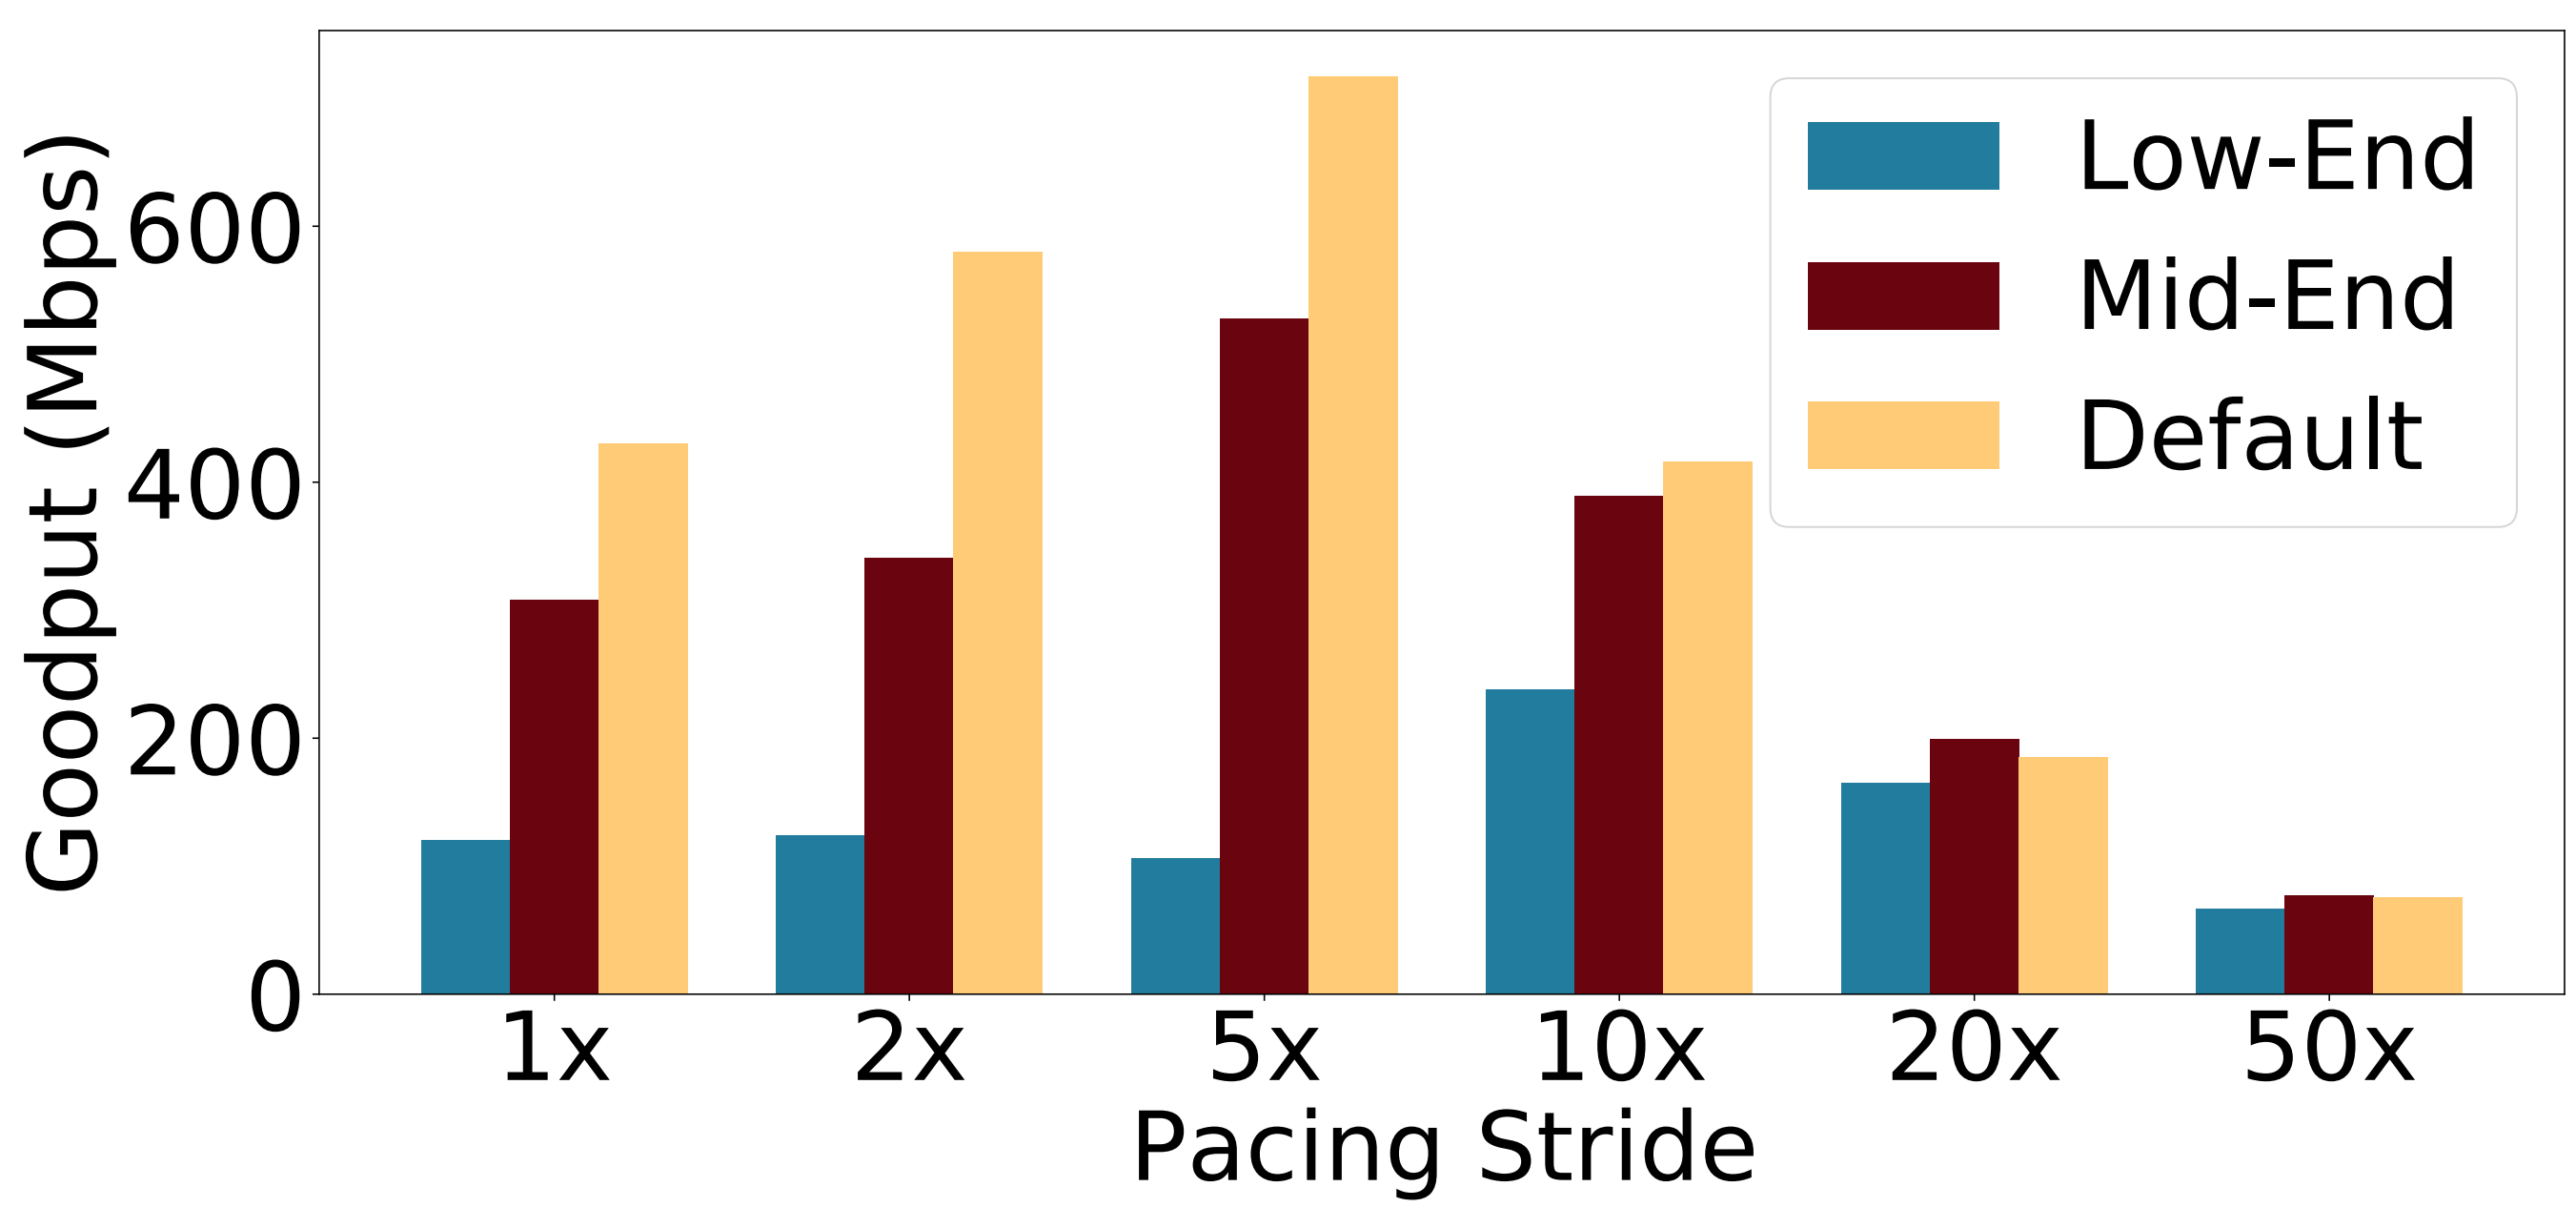 Goodput (Mbps)
600
400
200
0
Low-End
Mid-End
Default
1x 2x 5x 10x 20x 50x
Pacing Stride